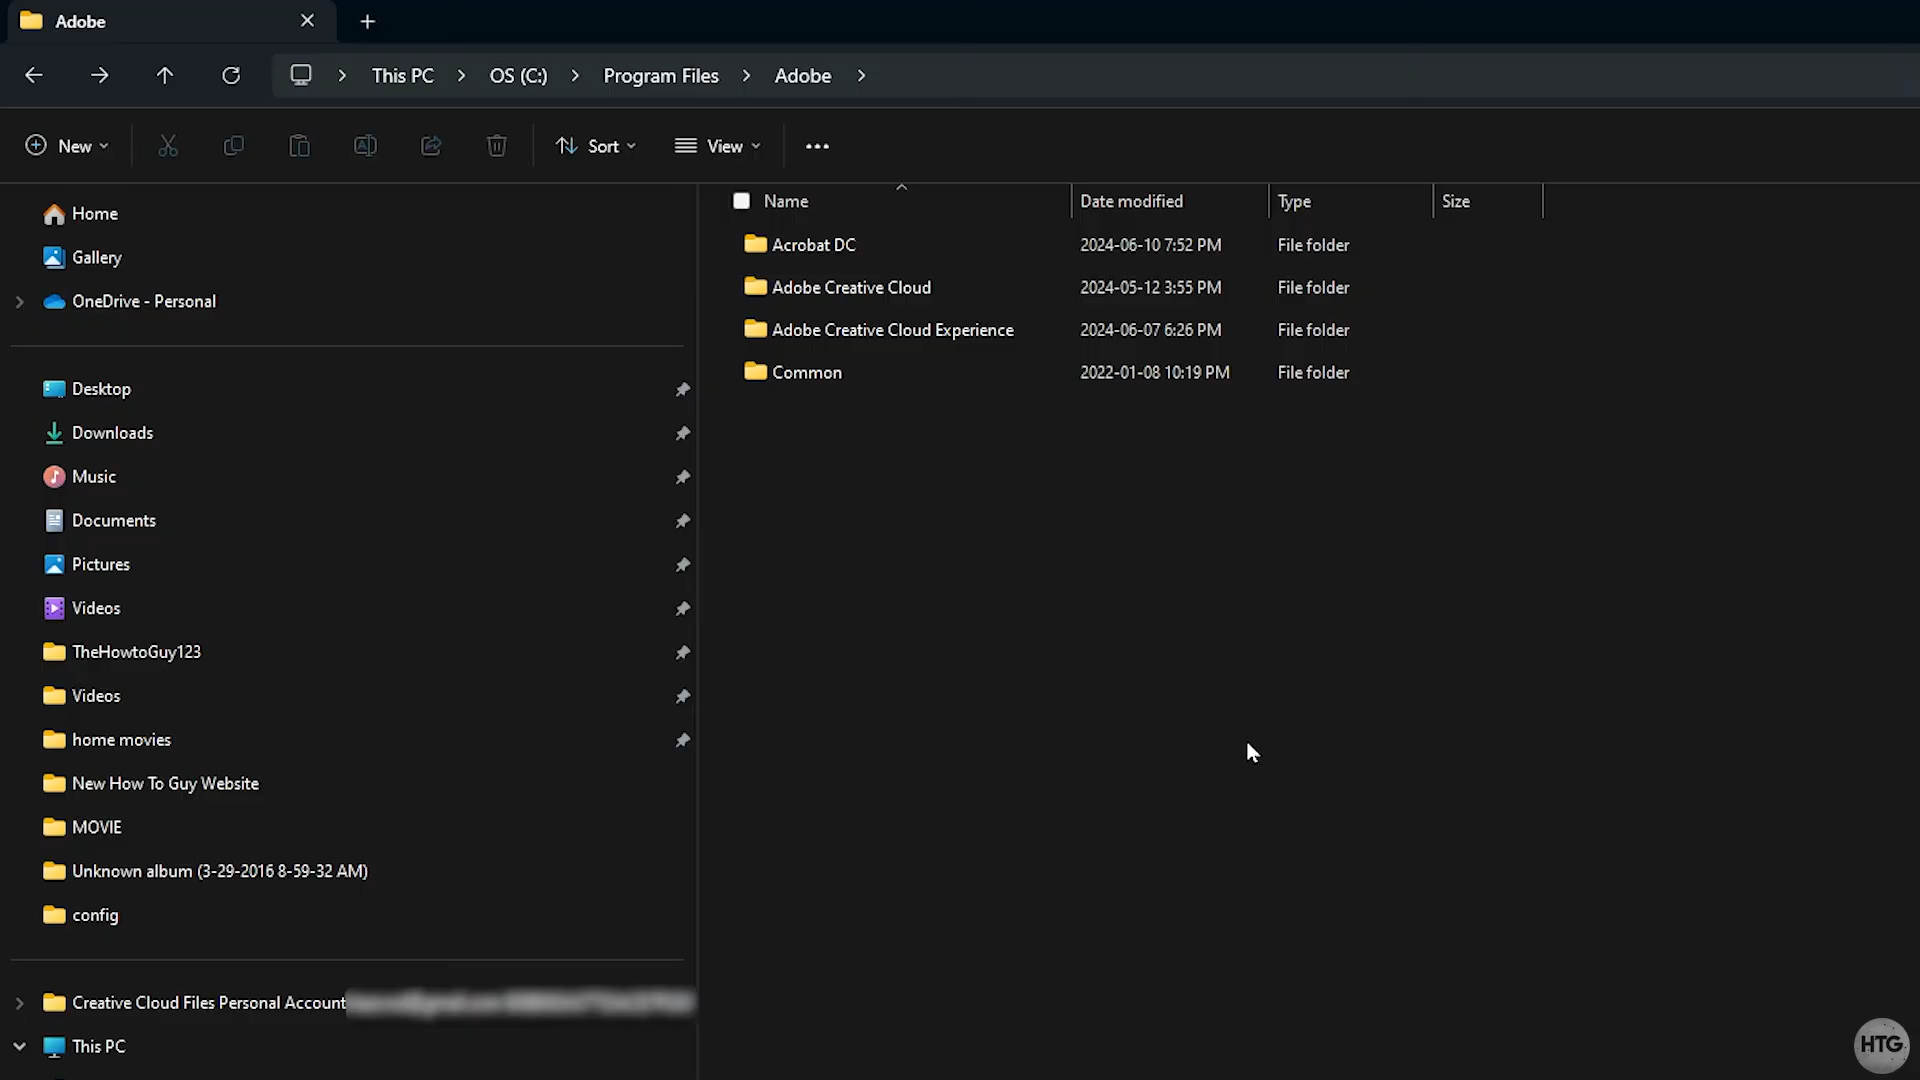 Adobe
This PC > OS (C:) > Program Files > Adobe >
New Sort View
Home
Gallery
OneDrive - Personal
Desktop
Downloads
Music
Documents
Pictures
Videos
TheHowtoGuy123
Videos
home movies
New How To Guy Website
MOVIE
Unknown album (3-29-2016 8-59-32 AM)
config
Creative Cloud Files Personal Account
This PC
Name Date modified Type Size
Acrobat DC 2024-06-10 7:52 PM File folder
Adobe Creative Cloud 2024-05-12 3:55 PM File folder
Adobe Creative Cloud Experience 2024-06-07 6:26 PM File folder
Common 2022-01-08 10:19 PM File folder
HTG